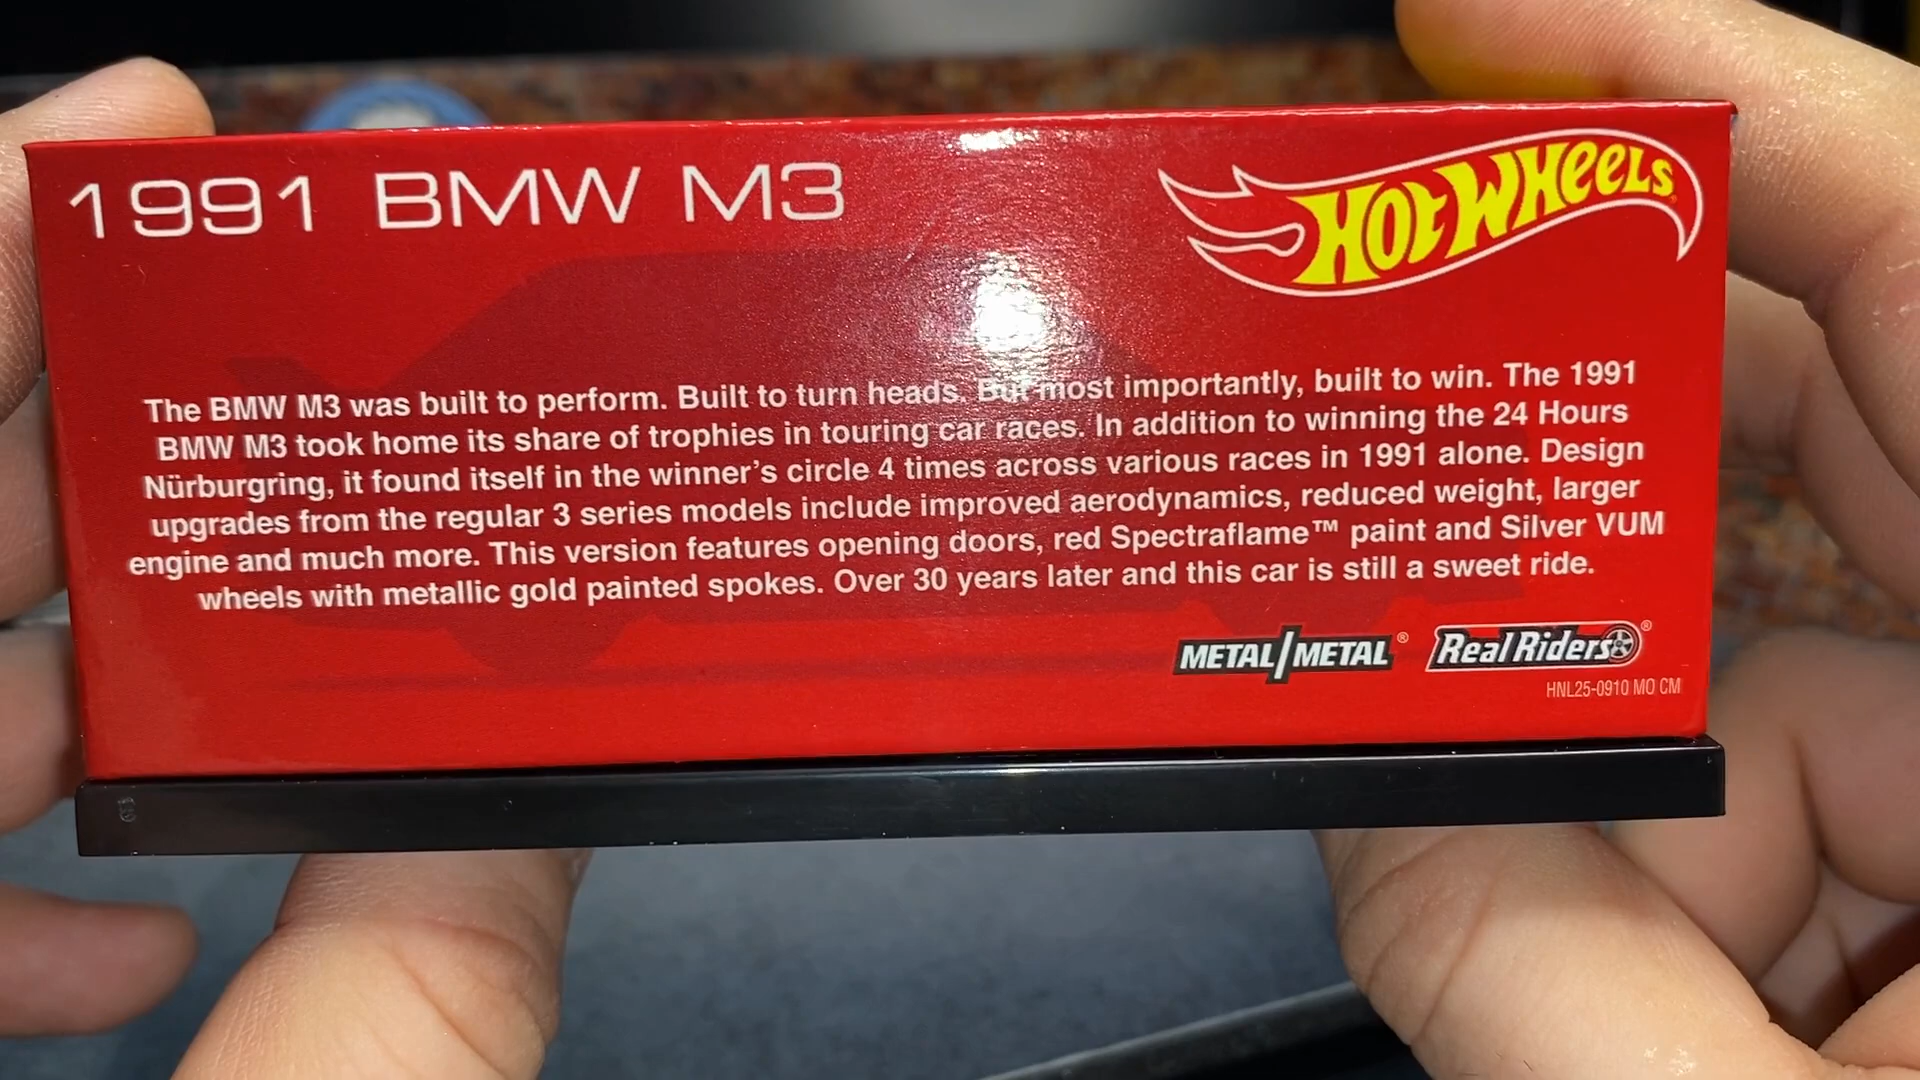 1991 BMW M3
HOT WHEELS
The BMW M3 was built to perform. Built to turn heads. But most importantly, built to win. The 1991
BMW M3 took home its share of trophies in touring car races. In addition to winning the 24 Hours
Nürburgring, it found itself in the winner's circle 4 times across various races in 1991 alone. Design
upgrades from the regular 3 series models include improved aerodynamics, reduced weight, larger
engine and much more. This version features opening doors, red Spectraflame™ paint and Silver VUM
wheels with metallic gold painted spokes. Over 30 years later and this car is still a sweet ride.
METAL/METAL® Real Riders®
HNL25-0910 MO CM